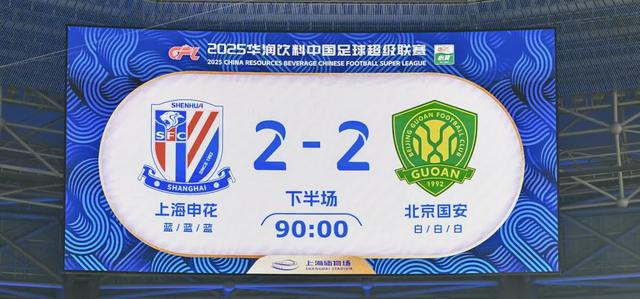 CFL
2025华润饮料中国足球超级联赛
2025 CHINA RESOURCES BEVERAGE CHINESE FOOTBALL SUPER LEAGUE
SHENHUA
SFC
SINCE 1993
SHANGHAI
2-2
BEIJING GUOAN FOOTBALL CLUB
GUOAN
1992
上海申花
蓝/蓝/蓝
下半场
90:00
北京国安
白/白/白
上海体育场
SHANGHAI STADIUM